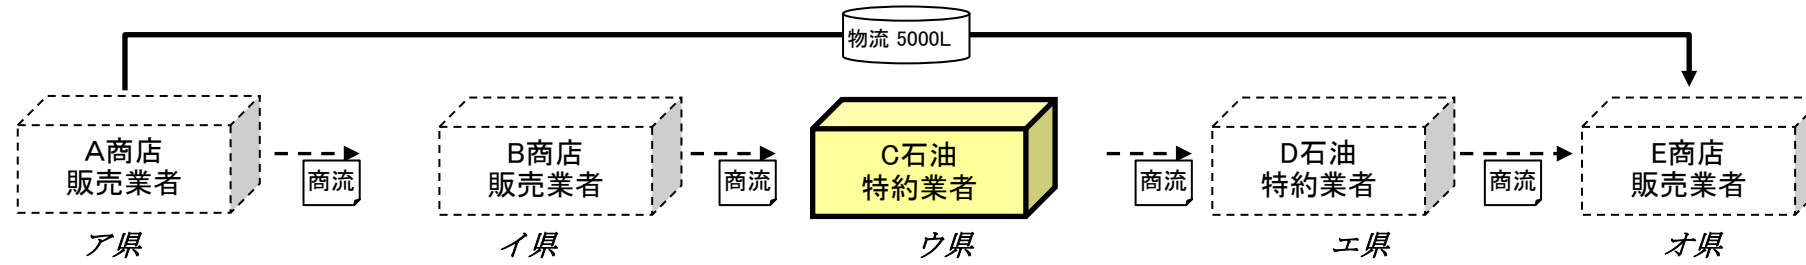 物流 5000L
A商店
販売業者
商流
B商店
販売業者
商流
C石油
特約業者
商流
D石油
特約業者
商流
E商店
販売業者
ア県
イ県
ウ県
エ県
オ県